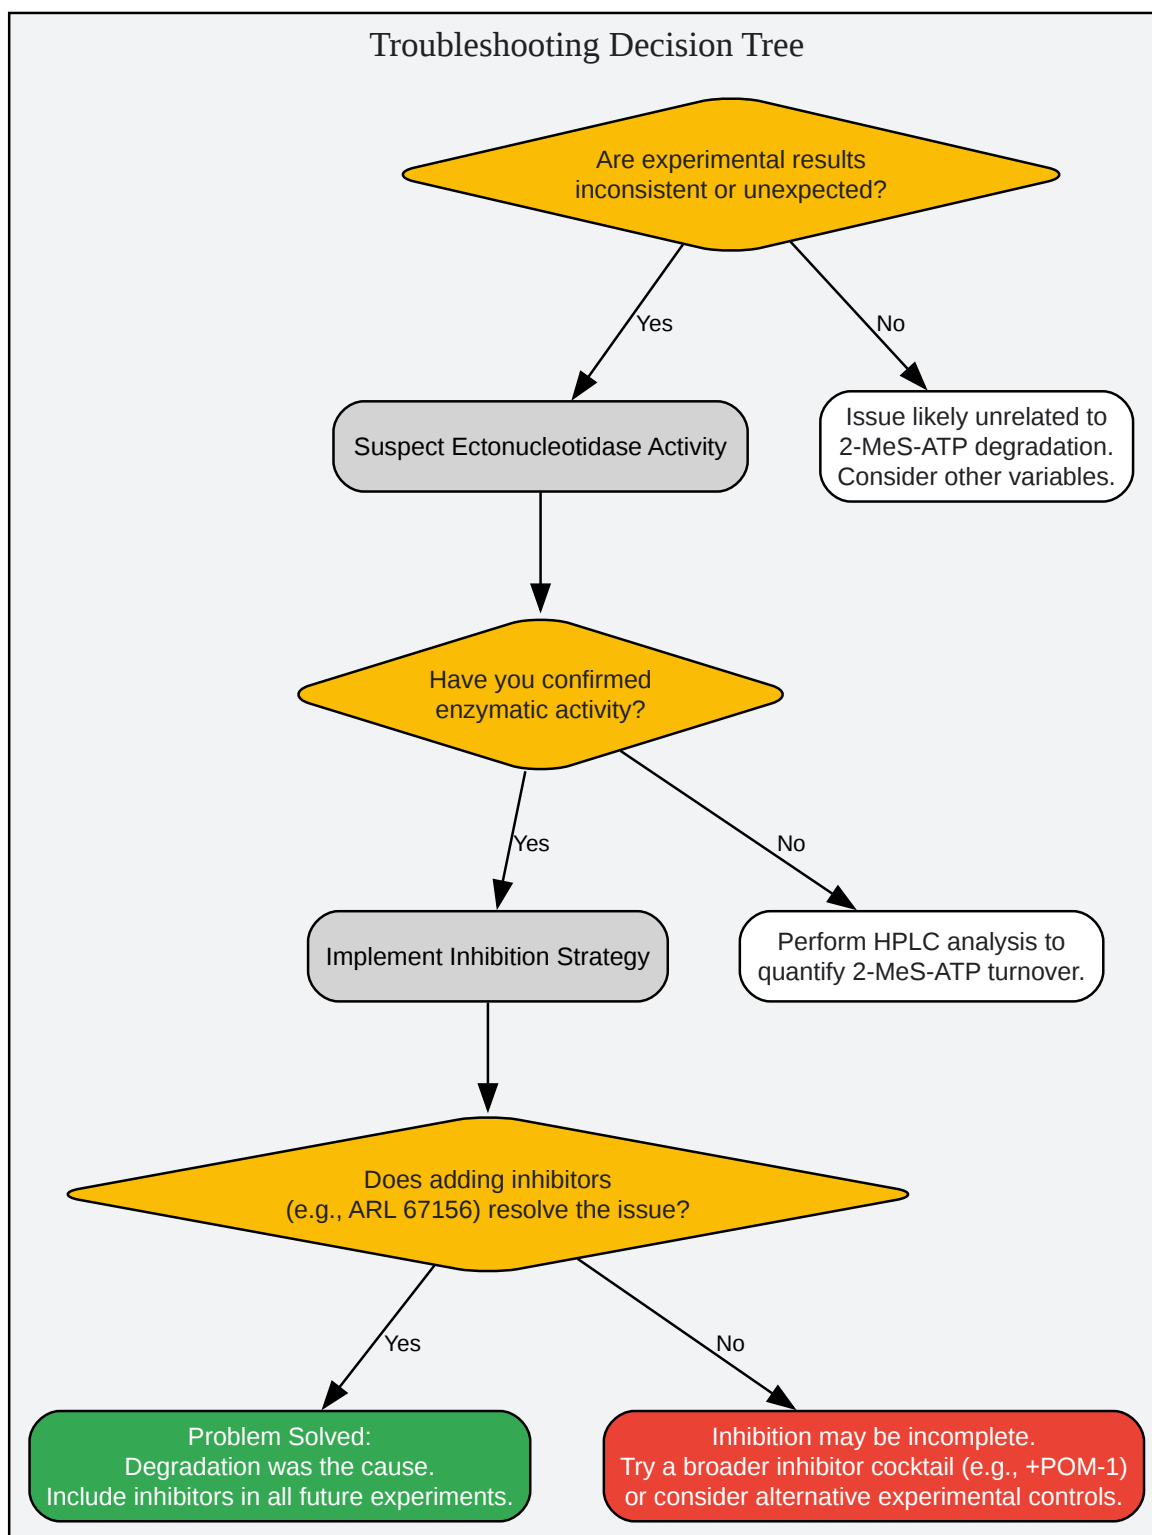 Troubleshooting Decision Tree
Are experimental results
inconsistent or unexpected?
Yes
No
Suspect Ectonucleotidase Activity
Issue likely unrelated to
2-MeS-ATP degradation.
Consider other variables.
Have you confirmed
enzymatic activity?
Yes
No
Implement Inhibition Strategy
Perform HPLC analysis to
quantify 2-MeS-ATP turnover.
Does adding inhibitors
(e.g., ARL 67156) resolve the issue?
Yes
No
Problem Solved:
Degradation was the cause.
Include inhibitors in all future experiments.
Inhibition may be incomplete.
Try a broader inhibitor cocktail (e.g., +POM-1)
or consider alternative experimental controls.